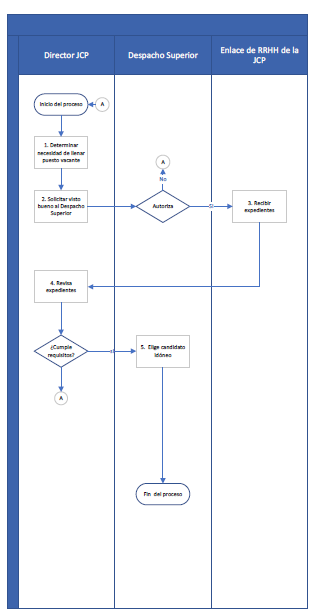 Director JCP
Despacho Superior
Enlace de RRHH de la
JCP
Inicio del proceso
A
1. Determinar
necesidad de llenar
puesto vacante
A
No
2. Solicitar visto
bueno al Despacho
Superior
Autoriza
SI
3. Recibir
expedientes
4. Revisa
expedientes
¿Cumple
requisitos?
si
5. Elige candidato
idóneo
A
Fin del proceso